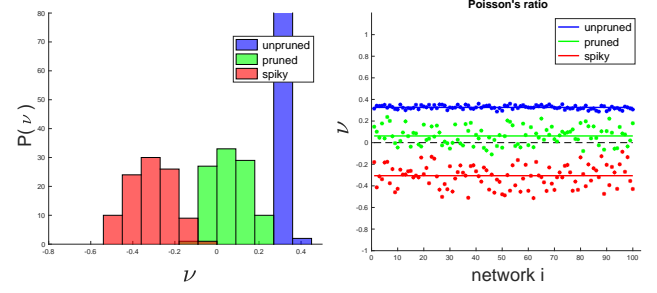 Poisson's ratio
80
70
60
50
40
30
20
10
0
P(ν)
-0.8 -0.6 -0.4 -0.2 0 0.2 0.4 0.6
ν
unpruned
pruned
spiky
1
0.8
0.6
0.4
0.2
0
-0.2
-0.4
-0.6
-0.8
-1
ν
0 10 20 30 40 50 60 70 80 90 100
network i
unpruned
pruned
spiky